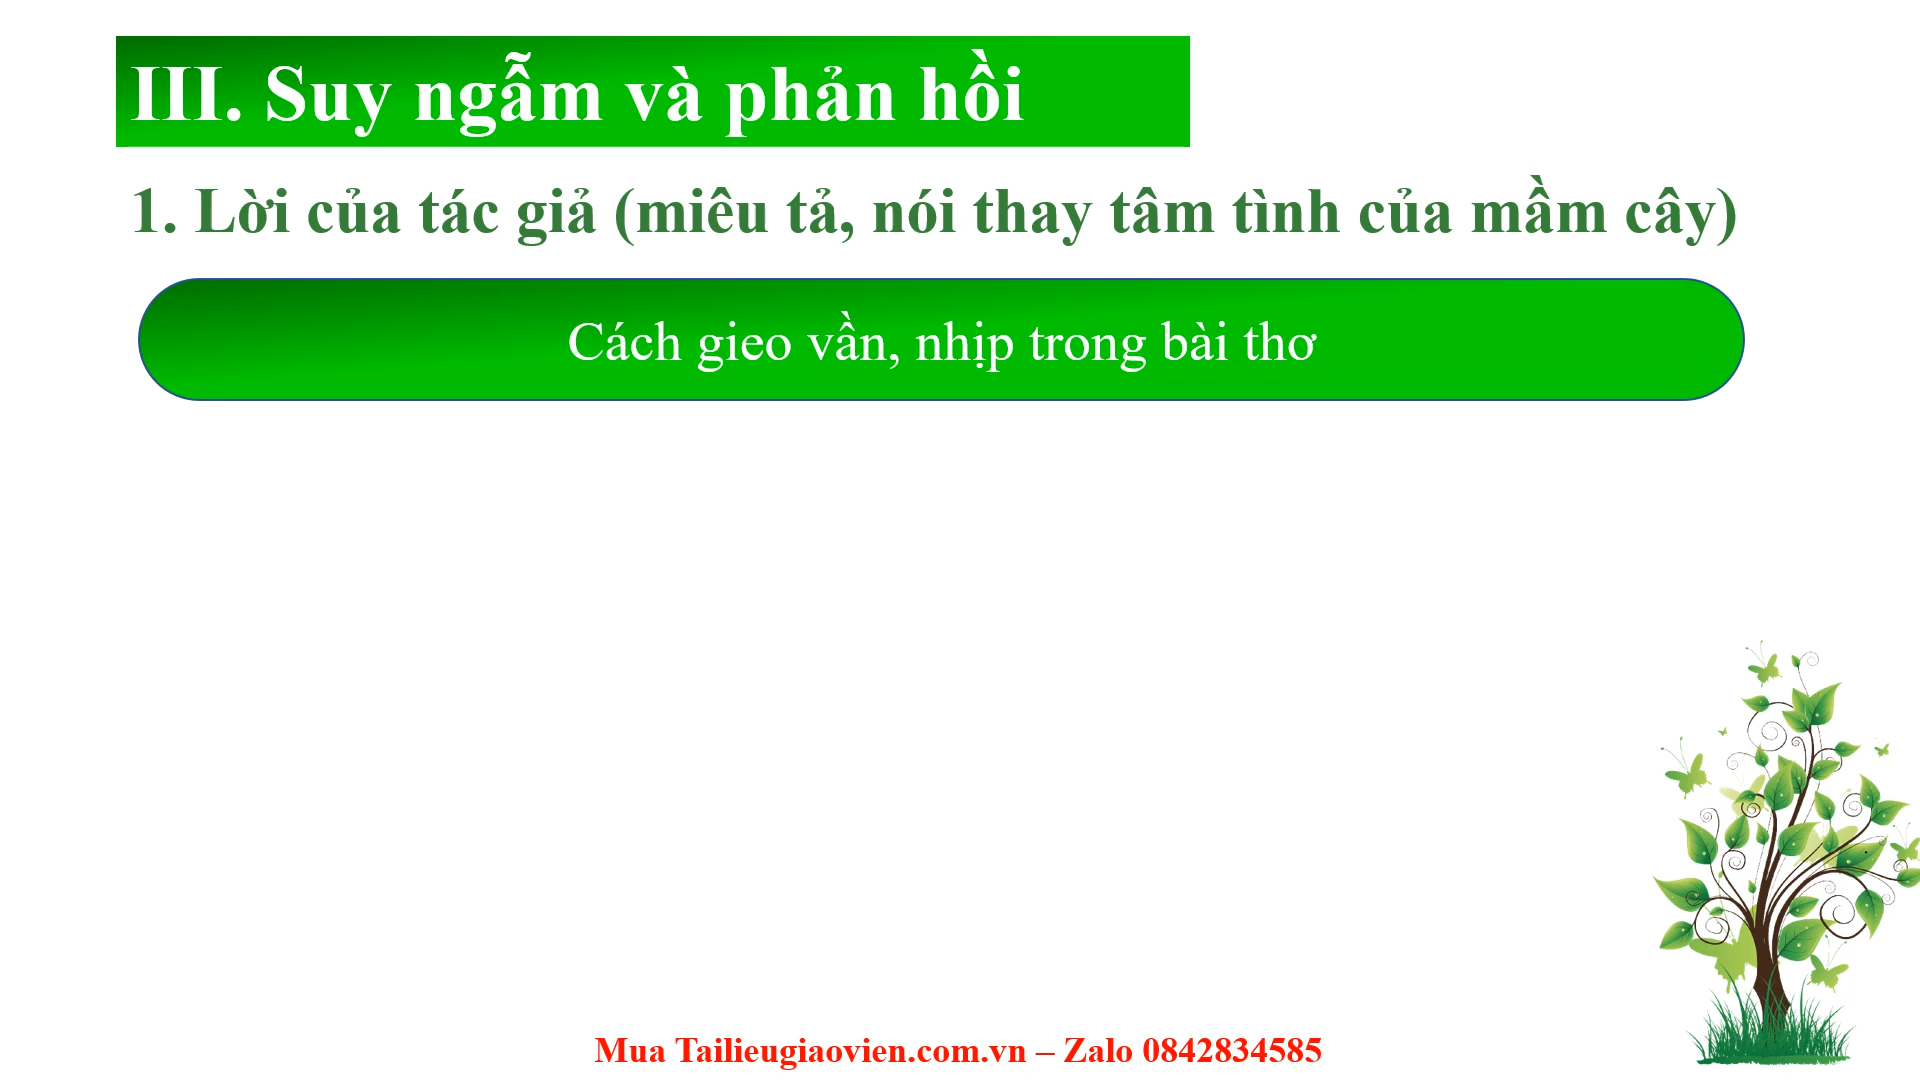 III. Suy ngẫm và phản hồi
1. Lời của tác giả (miêu tả, nói thay tâm tình của mầm cây)
Cách gieo vần, nhịp trong bài thơ
Mua Tailieugiaovien.com.vn – Zalo 0842834585